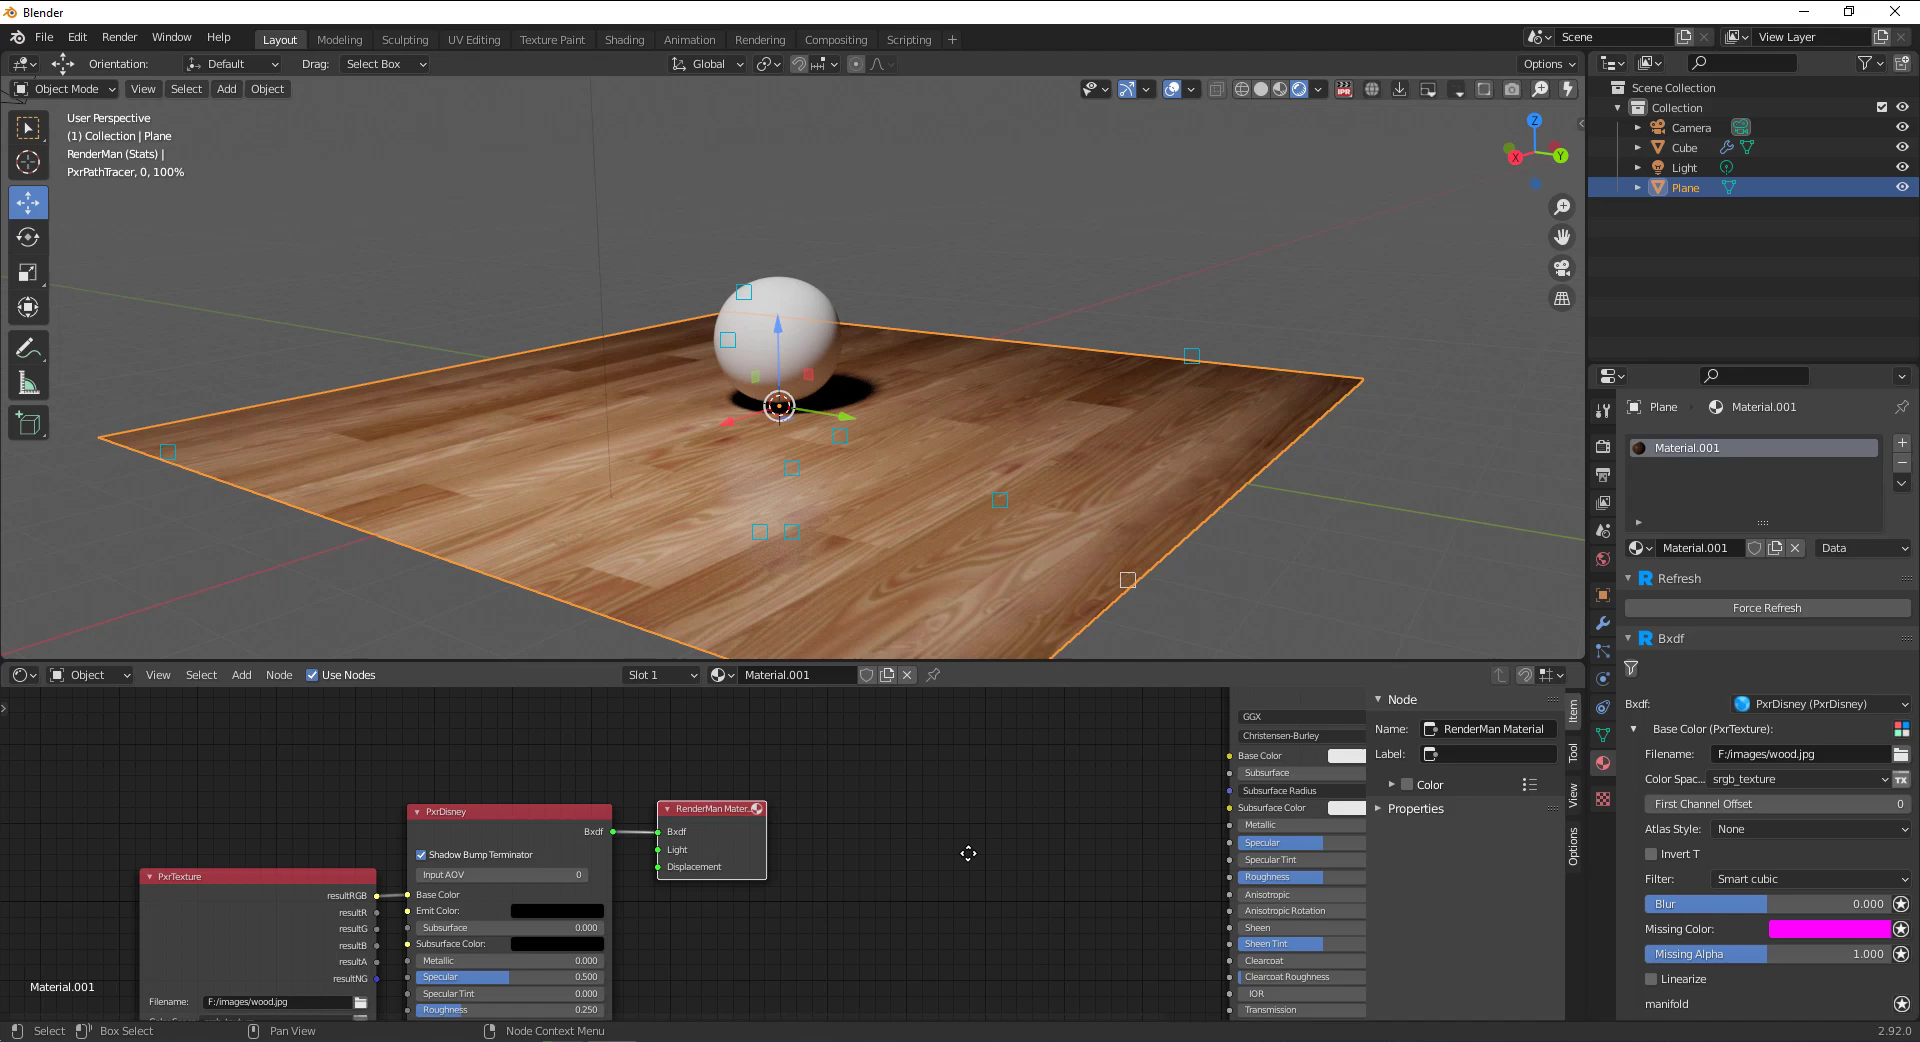 Blender
File Edit Render Window Help
Layout Modeling Sculpting UV Editing Texture Paint Shading Animation Rendering Compositing Scripting +
Scene
View Layer
Orientation: Default Drag: Select Box
Global
Options
Object Mode View Select Add Object
IPR
User Perspective
(1) Collection | Plane
RenderMan (Stats) |
PxrPathTracer, 0, 100%
Z
X
Y
Scene Collection
Collection
Camera
Cube
Light
Plane
Plane Material.001
Material.001
Material.001 Data
Refresh
Force Refresh
Bxdf
Bxdf: PxrDisney (PxrDisney)
Base Color (PxrTexture):
Filename: F:/images/wood.jpg
Color Spac... srgb_texture
TX
First Channel Offset 0
Atlas Style: None
Invert T
Filter: Smart cubic
Blur 0.000
Missing Color:
Missing Alpha 1.000
Linearize
manifold
Object View Select Add Node Use Nodes
Slot 1 Material.001
PxrTexture
resultRGB
resultR
resultG
resultB
resultA
resultNG
Filename: F:/images/wood.jpg
PxrDisney
Bxdf
Shadow Bump Terminator
Input AOV 0
Base Color
Emit Color:
Subsurface 0.000
Subsurface Color:
Metallic 0.000
Specular 0.500
Specular Tint 0.000
Roughness 0.250
RenderMan Mater...
Bxdf
Light
Displacement
GGX
Christensen-Burley
Base Color
Subsurface
Subsurface Radius
Subsurface Color
Metallic
Specular
Specular Tint
Roughness
Anisotropic
Anisotropic Rotation
Sheen
Sheen Tint
Clearcoat
Clearcoat Roughness
IOR
Transmission
Node
Name: RenderMan Material
Label:
Color
Properties
Item
Tool
View
Options
Material.001
Select Box Select Pan View Node Context Menu
2.92.0